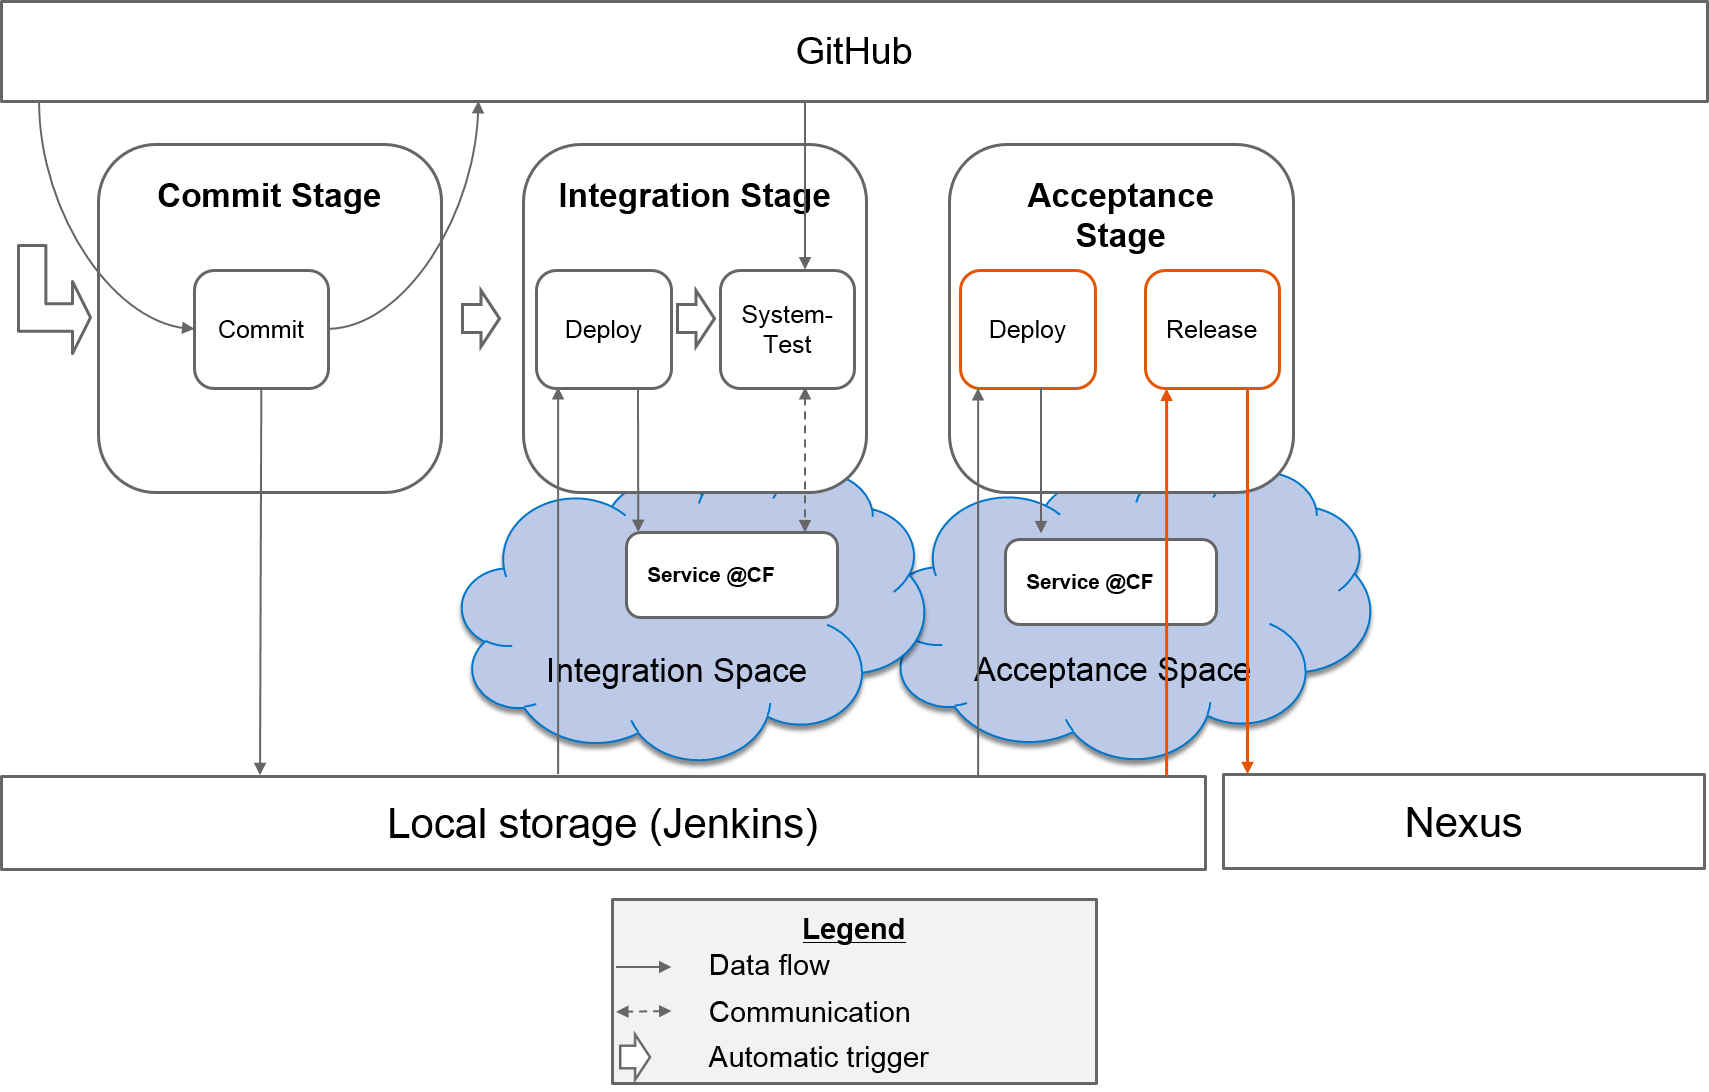 GitHub
Commit Stage
Commit
Integration Stage
Deploy
System-
Test
Acceptance
Stage
Deploy
Release
Service @CF
Integration Space
Service @CF
Acceptance Space
Local storage (Jenkins)
Nexus
Legend
Data flow
Communication
Automatic trigger